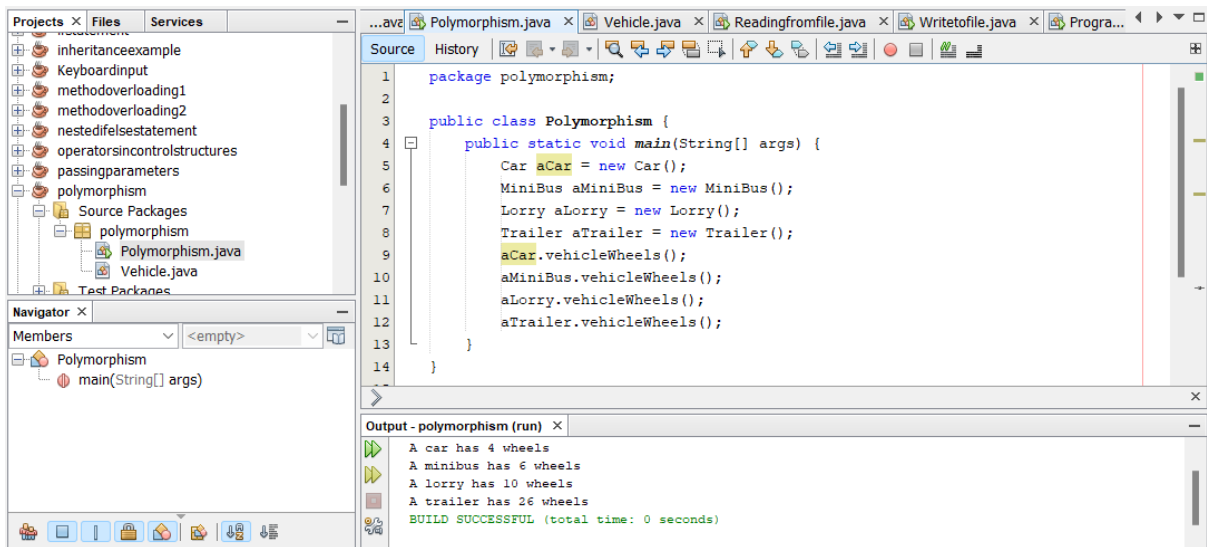 Projects × Files Services
ifstatement
inheritanceexample
Keyboardinput
methodoverloading1
methodoverloading2
nestedifelsestatement
operatorsincontrolstructures
passingparameters
polymorphism
Source Packages
polymorphism
Polymorphism.java
Vehicle.java
Test Packages
Navigator ×
Members <empty>
Polymorphism
main(String[] args)
...ava Polymorphism.java × Vehicle.java × Readingfromfile.java × Writetofile.java × Progra...
Source History
1 package polymorphism;
2
3 public class Polymorphism {
4 public static void main(String[] args) {
5 Car aCar = new Car();
6 MiniBus aMiniBus = new MiniBus();
7 Lorry aLorry = new Lorry();
8 Trailer aTrailer = new Trailer();
9 aCar.vehicleWheels();
10 aMiniBus.vehicleWheels();
11 aLorry.vehicleWheels();
12 aTrailer.vehicleWheels();
13 }
14 }
Output - polymorphism (run) ×
A car has 4 wheels
A minibus has 6 wheels
A lorry has 10 wheels
A trailer has 26 wheels
BUILD SUCCESSFUL (total time: 0 seconds)